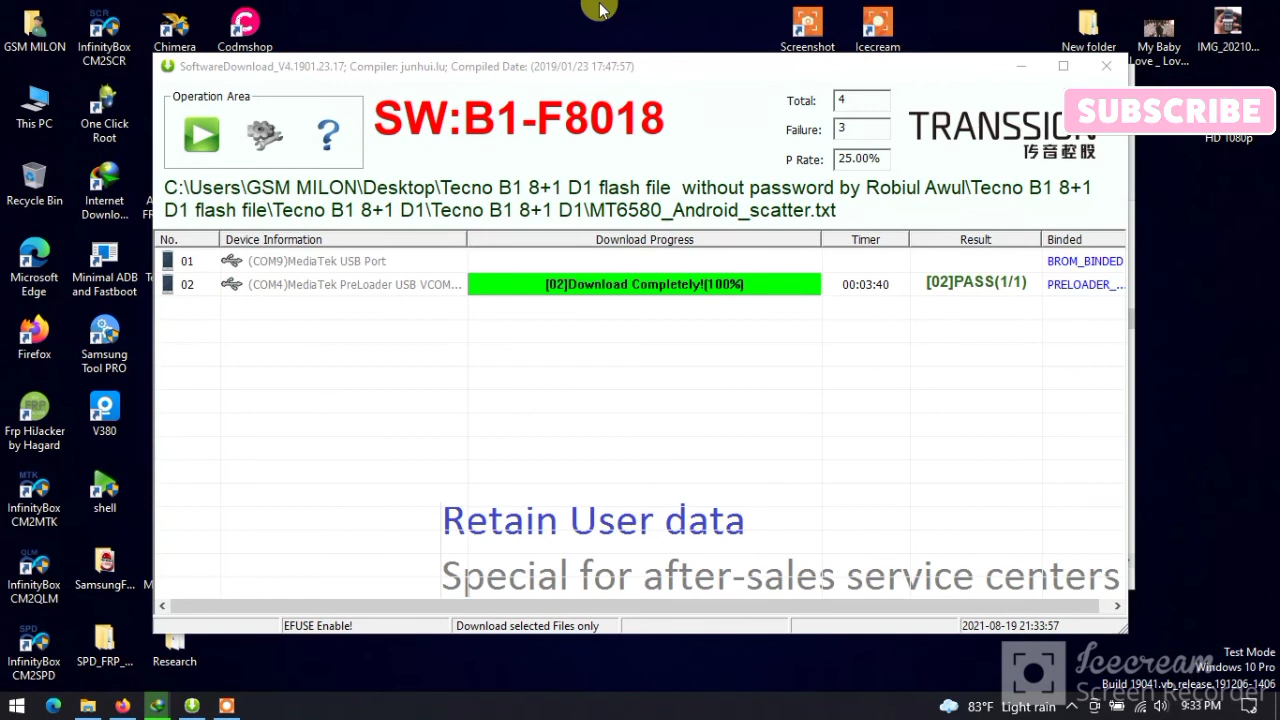 GSM MILON
InfinityBox
CM2SCR
Chimera
Codmshop
Screenshot
Icecream
New folder
My Baby
Love _ Lov...
IMG_20210...
SoftwareDownload_V4.1901.23.17; Compiler: junhui.lu; Compiled Date: (2019/01/23 17:47:57)
Operation Area
SW:B1-F8018
Total: 4
Failure: 3
P Rate: 25.00%
TRANSSION
传音控股
SUBSCRIBE
HD 1080p
This PC
One Click
Root
Recycle Bin
Internet
Downlo...
C:\Users\GSM MILON\Desktop\Tecno B1 8+1 D1 flash file  without password by Robiul Awul\Tecno B1 8+1
D1 flash file\Tecno B1 8+1 D1\Tecno B1 8+1 D1\MT6580_Android_scatter.txt
No. Device Information Download Progress Timer Result Binded
01 (COM9)MediaTek USB Port BROM_BINDED
02 (COM4)MediaTek PreLoader USB VCOM... [02]Download Completely!(100%) 00:03:40 [02]PASS(1/1) PRELOADER_...
Microsoft
Edge
Minimal ADB
and Fastboot
Firefox
Samsung
Tool PRO
Frp HiJacker
by Hagard
V380
InfinityBox
CM2MTK
shell
InfinityBox
CM2QLM
SamsungF...
InfinityBox
CM2SPD
SPD_FRP_...
Research
Retain User data
Special for after-sales service centers
EFUSE Enable! Download selected Files only 2021-08-19 21:33:57
Test Mode
Windows 10 Pro
Build 19041.vb_release.191206-1406
Icecream
Screen Recorder
83°F Light rain 9:33 PM